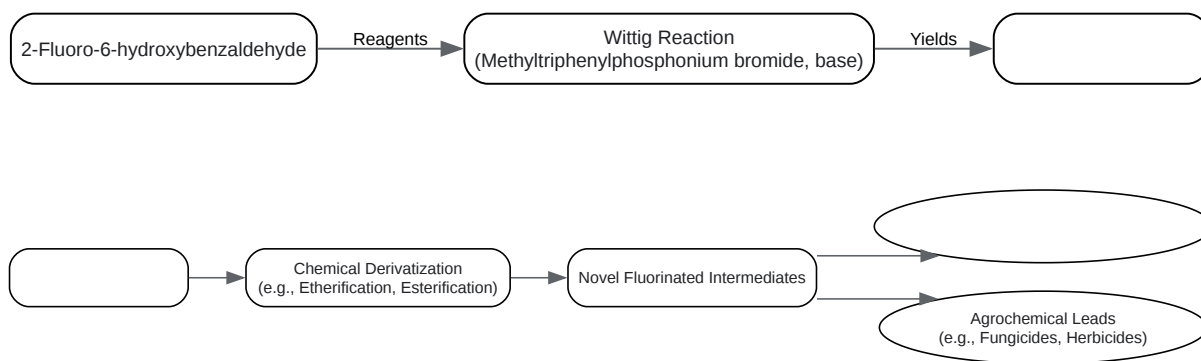 2-Fluoro-6-hydroxybenzaldehyde
Reagents
Wittig Reaction
(Methyltriphenylphosphonium bromide, base)
Yields
Chemical Derivatization
(e.g., Etherification, Esterification)
Novel Fluorinated Intermediates
Agrochemical Leads
(e.g., Fungicides, Herbicides)